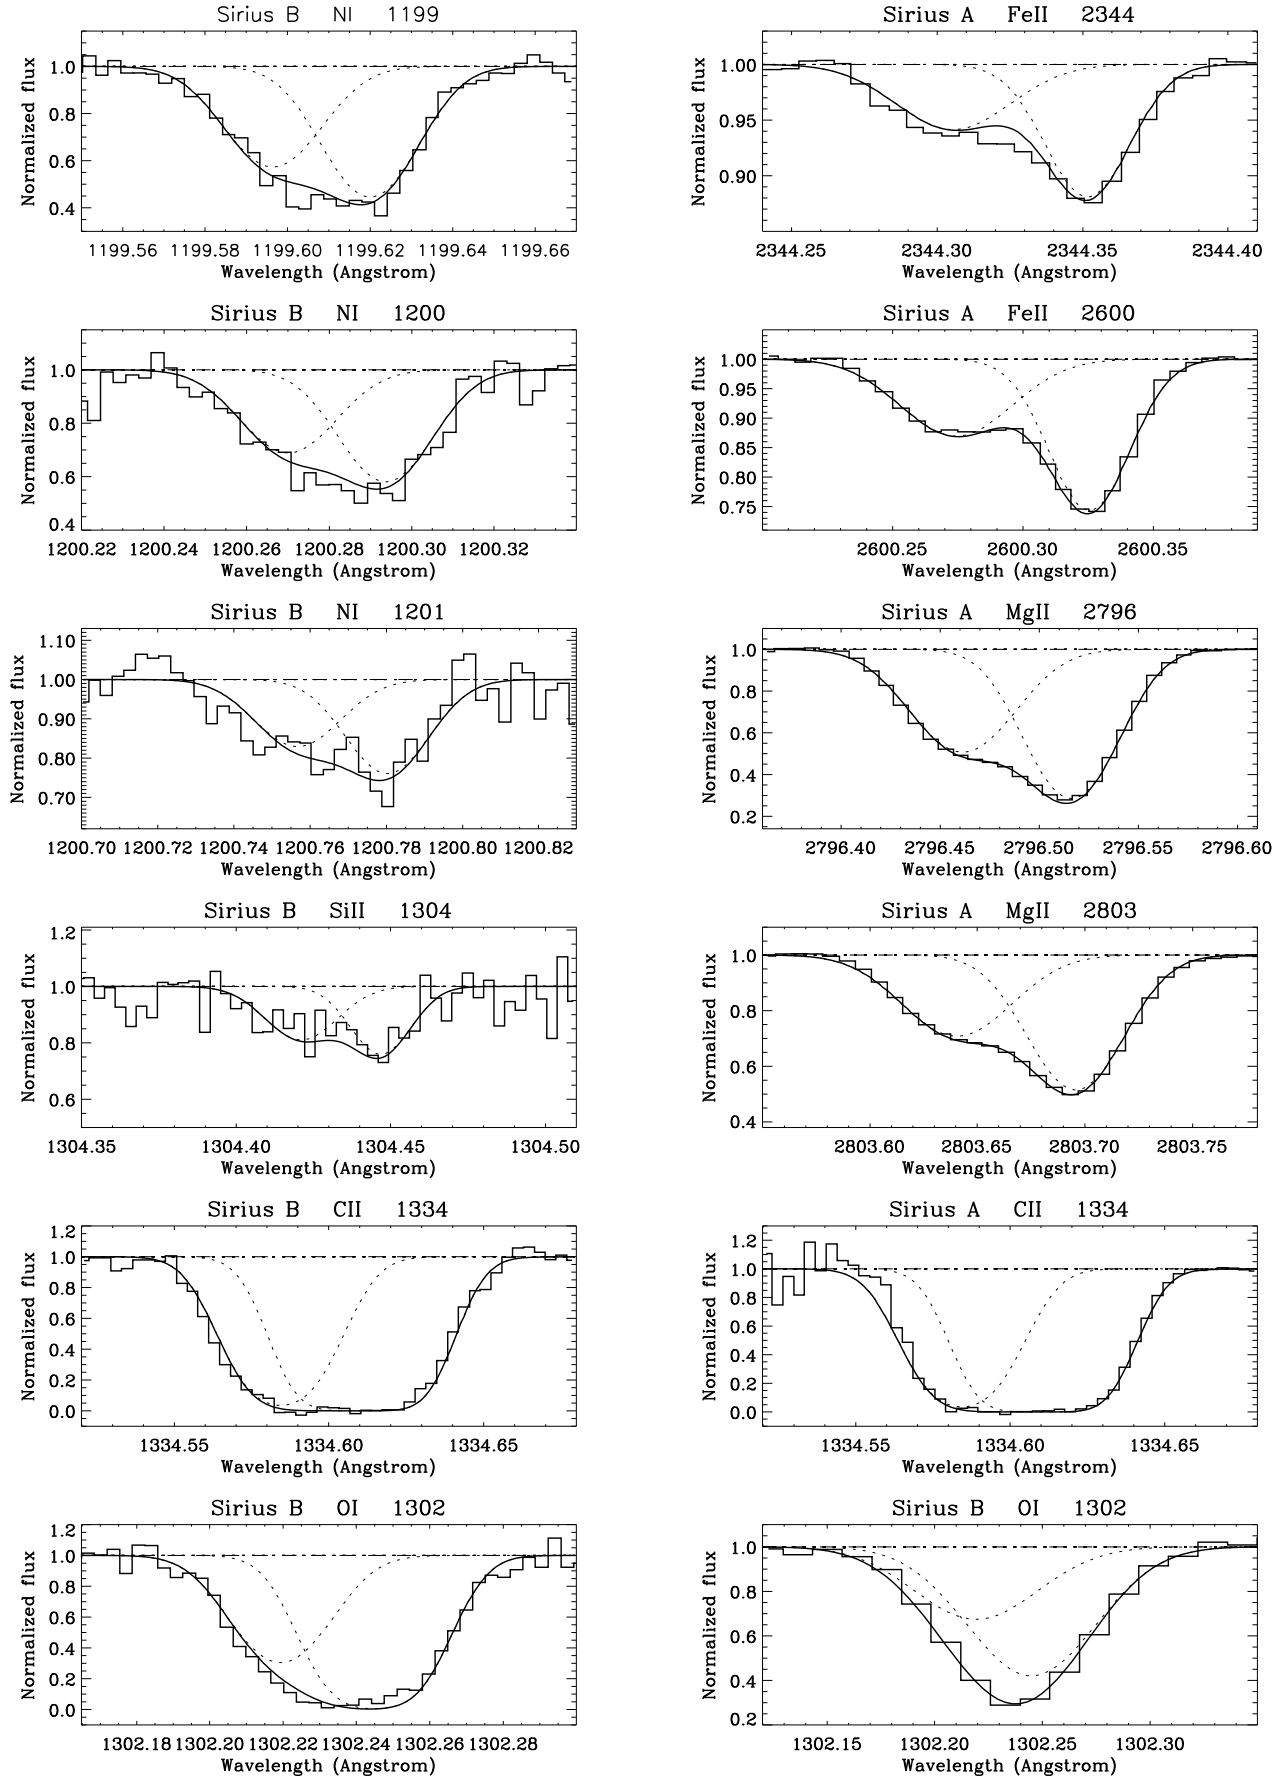 Sirius B NI 1199
Normalized flux
1.0
0.8
0.6
0.4
1199.56 1199.58 1199.60 1199.62 1199.64 1199.66
Wavelength (Angstrom)
Sirius A FeII 2344
Normalized flux
1.00
0.95
0.90
2344.25 2344.30 2344.35 2344.40
Wavelength (Angstrom)
Sirius B NI 1200
Normalized flux
1.0
0.8
0.6
0.4
1200.22 1200.24 1200.26 1200.28 1200.30 1200.32
Wavelength (Angstrom)
Sirius A FeII 2600
Normalized flux
1.00
0.95
0.90
0.85
0.80
0.75
2600.25 2600.30 2600.35
Wavelength (Angstrom)
Sirius B NI 1201
Normalized flux
1.10
1.00
0.90
0.80
0.70
1200.70 1200.72 1200.74 1200.76 1200.78 1200.80 1200.82
Wavelength (Angstrom)
Sirius A MgII 2796
Normalized flux
1.0
0.8
0.6
0.4
0.2
2796.40 2796.45 2796.50 2796.55 2796.60
Wavelength (Angstrom)
Sirius B SiII 1304
Normalized flux
1.2
1.0
0.8
0.6
1304.35 1304.40 1304.45 1304.50
Wavelength (Angstrom)
Sirius A MgII 2803
Normalized flux
1.0
0.8
0.6
0.4
2803.60 2803.65 2803.70 2803.75
Wavelength (Angstrom)
Sirius B CII 1334
Normalized flux
1.2
1.0
0.8
0.6
0.4
0.2
0.0
1334.55 1334.60 1334.65
Wavelength (Angstrom)
Sirius A CII 1334
Normalized flux
1.2
1.0
0.8
0.6
0.4
0.2
0.0
1334.55 1334.60 1334.65
Wavelength (Angstrom)
Sirius B OI 1302
Normalized flux
1.2
1.0
0.8
0.6
0.4
0.2
0.0
1302.18 1302.20 1302.22 1302.24 1302.26 1302.28
Wavelength (Angstrom)
Sirius B OI 1302
Normalized flux
1.0
0.8
0.6
0.4
0.2
1302.15 1302.20 1302.25 1302.30
Wavelength (Angstrom)